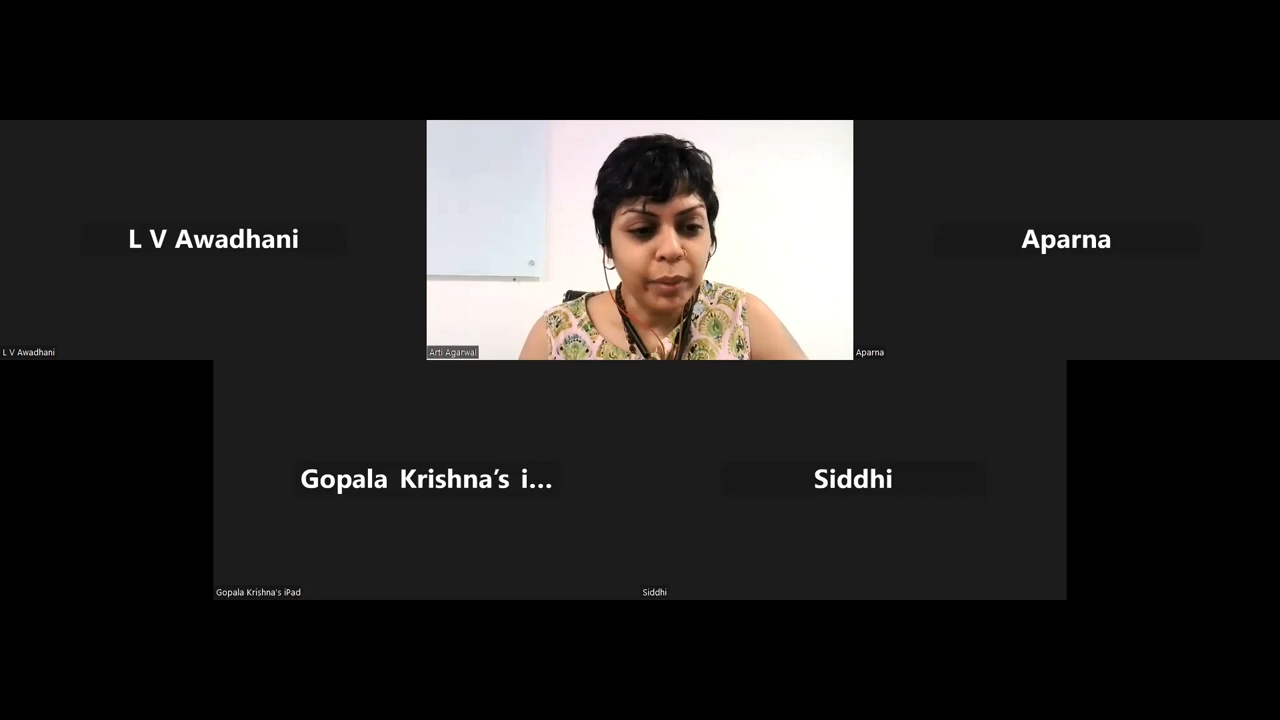 L V Awadhani
Aparna
L V Awadhani
Arti Agarwal
Aparna
Gopala Krishna’s i...
Siddhi
Gopala Krishna's iPad
Siddhi